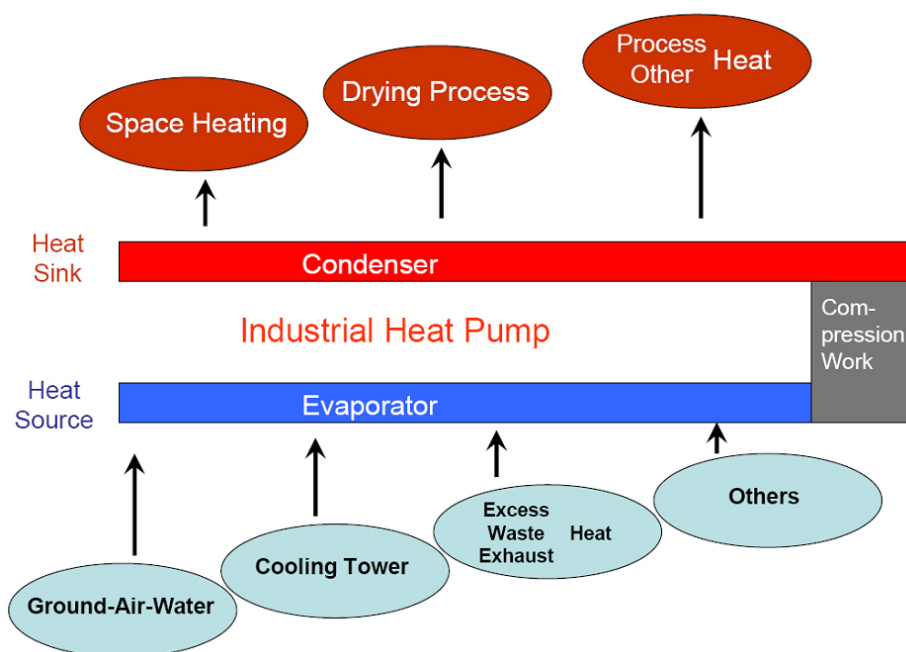 Space Heating
Drying Process
Process
Other
Heat
Heat
Sink
Condenser
Industrial Heat Pump
Com-
pression
Work
Heat
Source
Evaporator
Ground-Air-Water
Cooling Tower
Excess
Waste Heat
Exhaust
Others